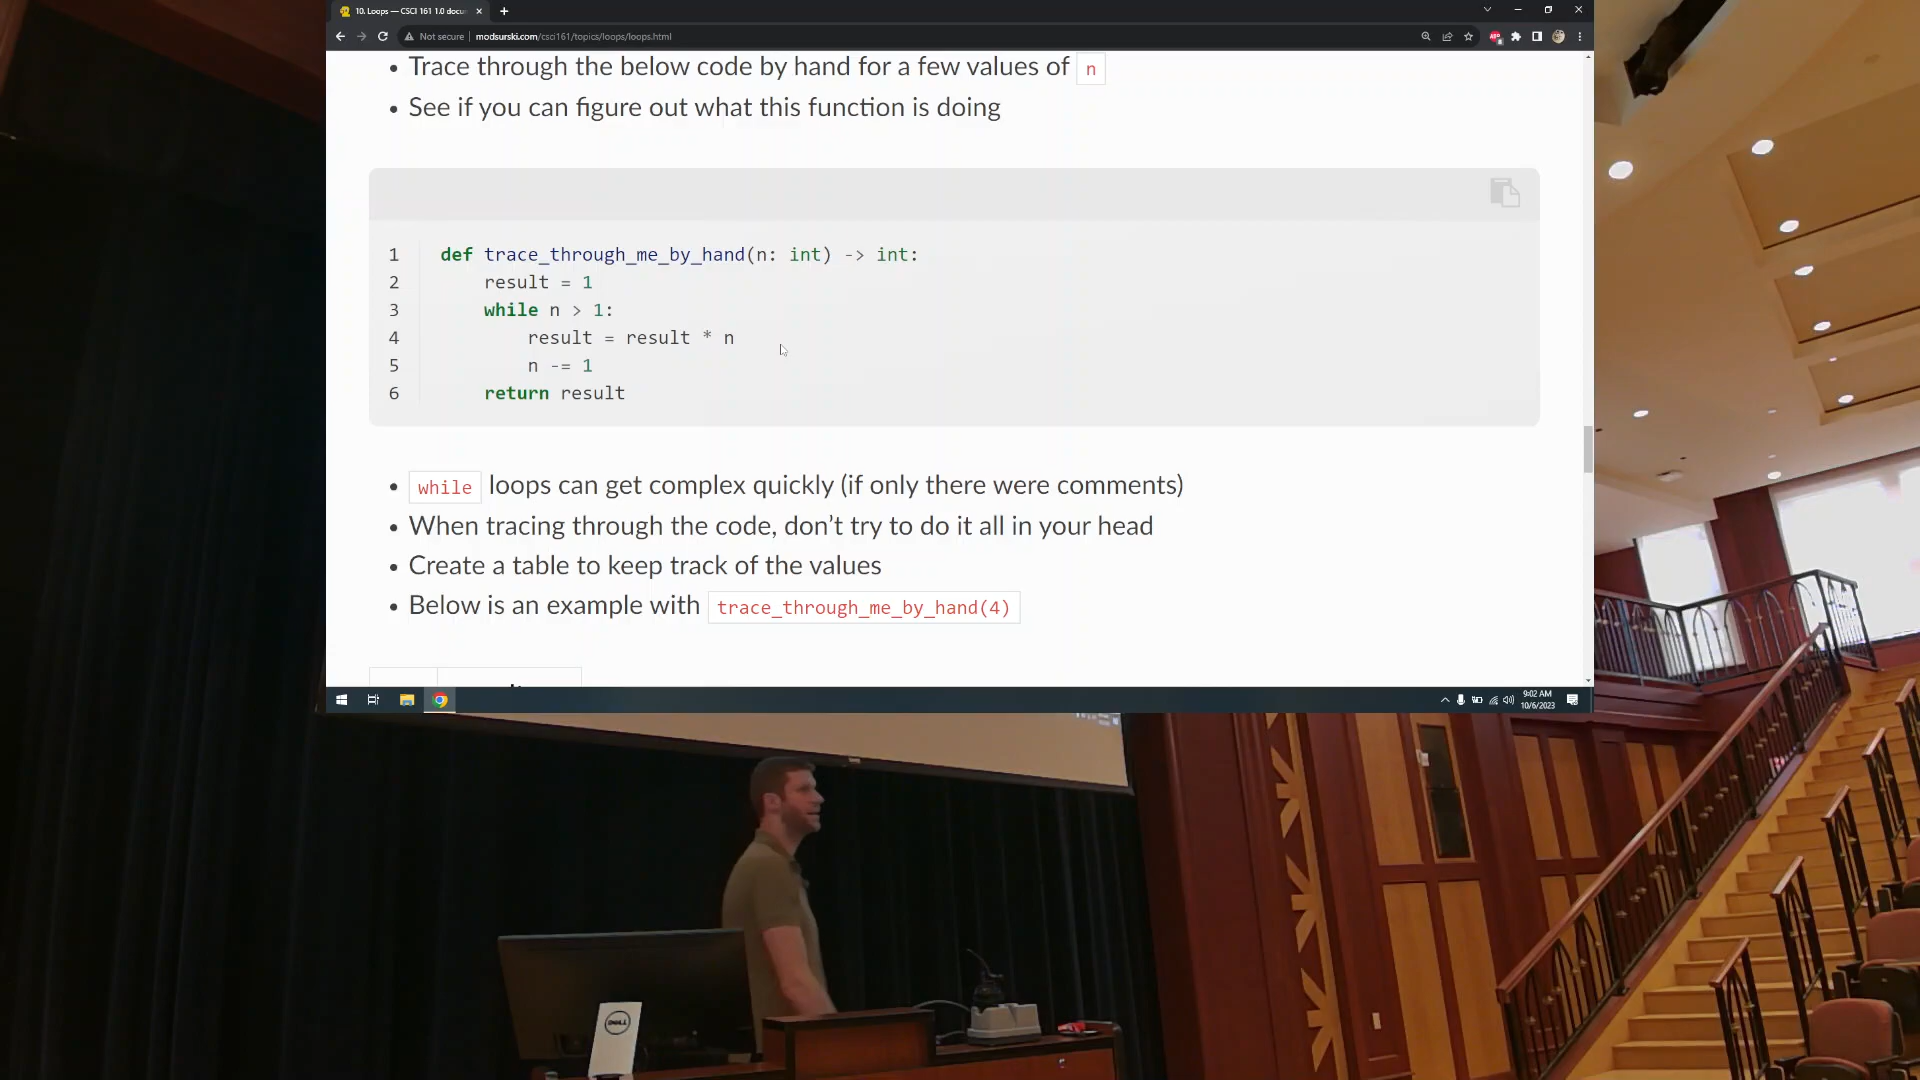 10. Loops — CSCI 161 1.0 docu
Not secure | modsurski.com/csci161/topics/loops/loops.html
• Trace through the below code by hand for a few values of n
• See if you can figure out what this function is doing
1 def trace_through_me_by_hand(n: int) -> int:
2 result = 1
3 while n > 1:
4 result = result * n
5 n -= 1
6 return result
• while loops can get complex quickly (if only there were comments)
• When tracing through the code, don’t try to do it all in your head
• Create a table to keep track of the values
• Below is an example with trace_through_me_by_hand(4)
9:02 AM
10/6/2023
DELL